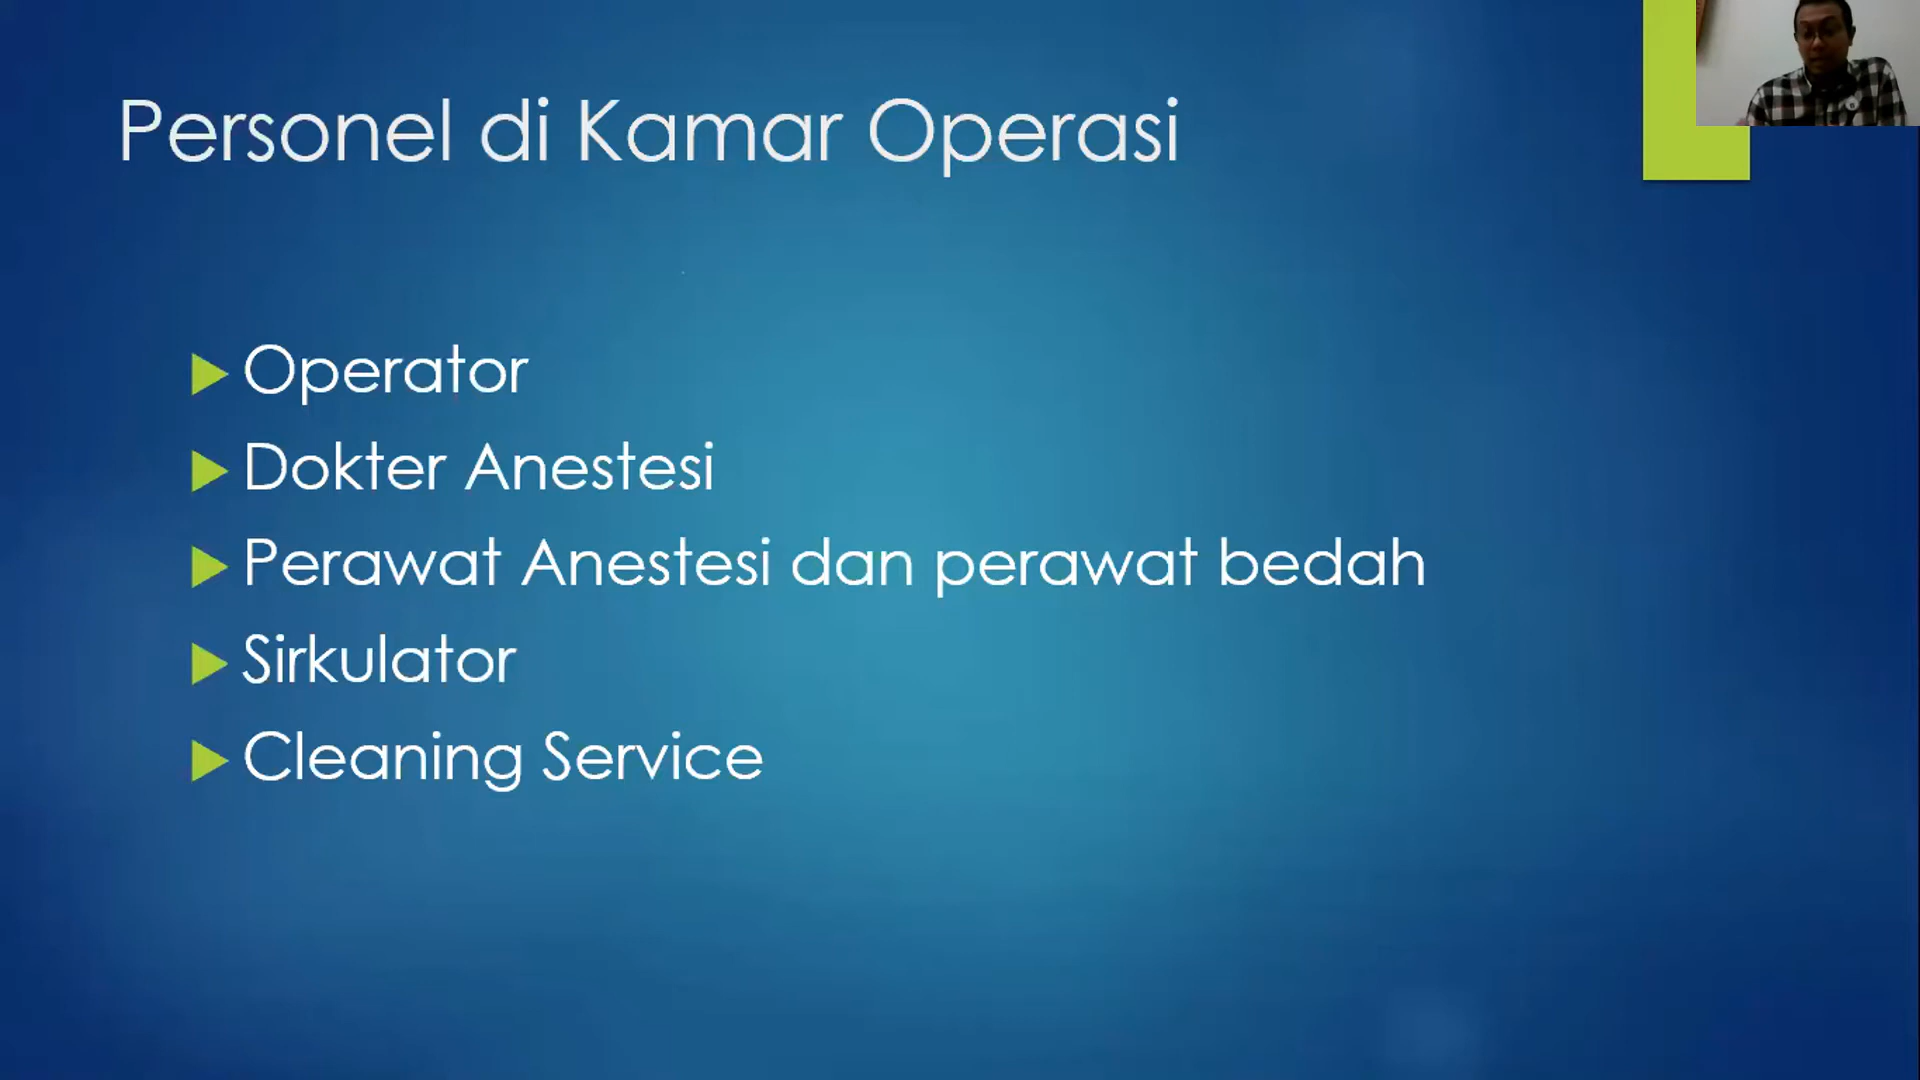 Personel di Kamar Operasi
Operator
Dokter Anestesi
Perawat Anestesi dan perawat bedah
Sirkulator
Cleaning Service